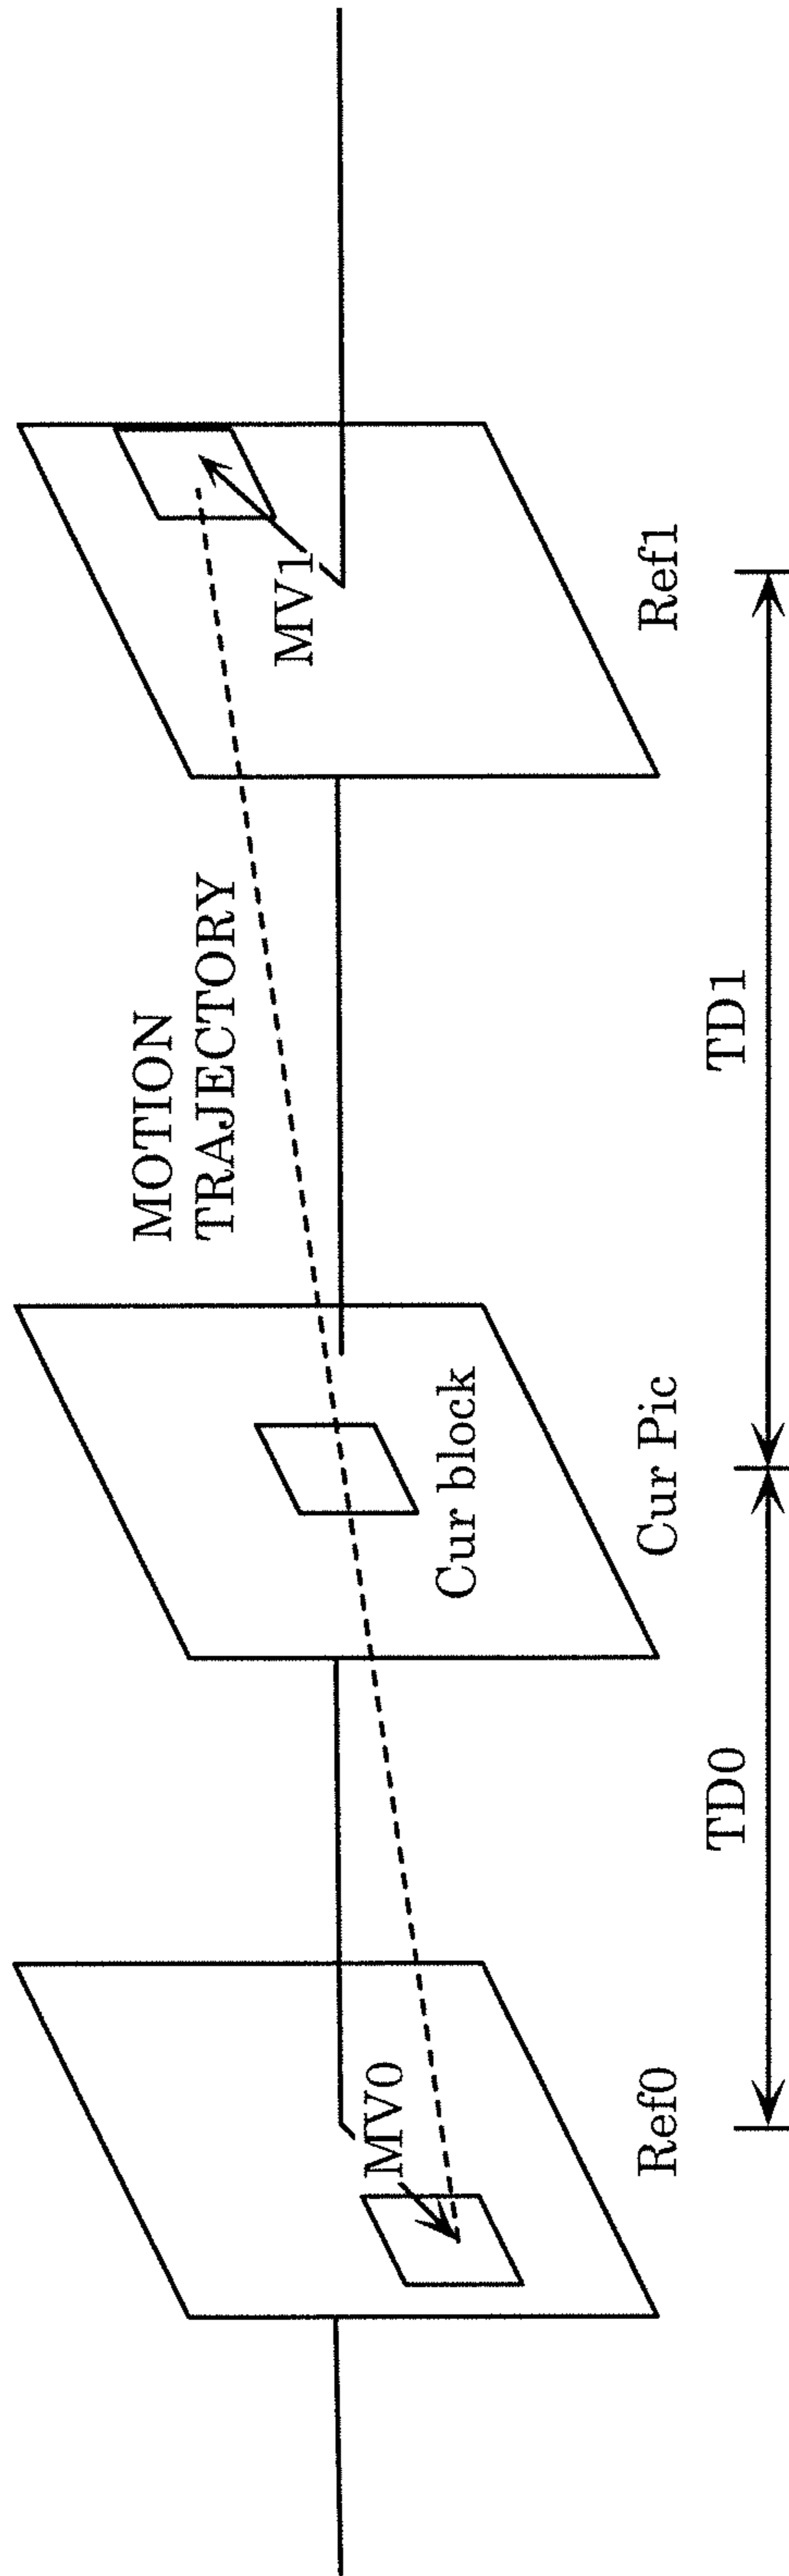 MOTION
TRAJECTORY
MV0
MV1
Cur block
Ref0
Cur Pic
Ref1
TD0
TD1